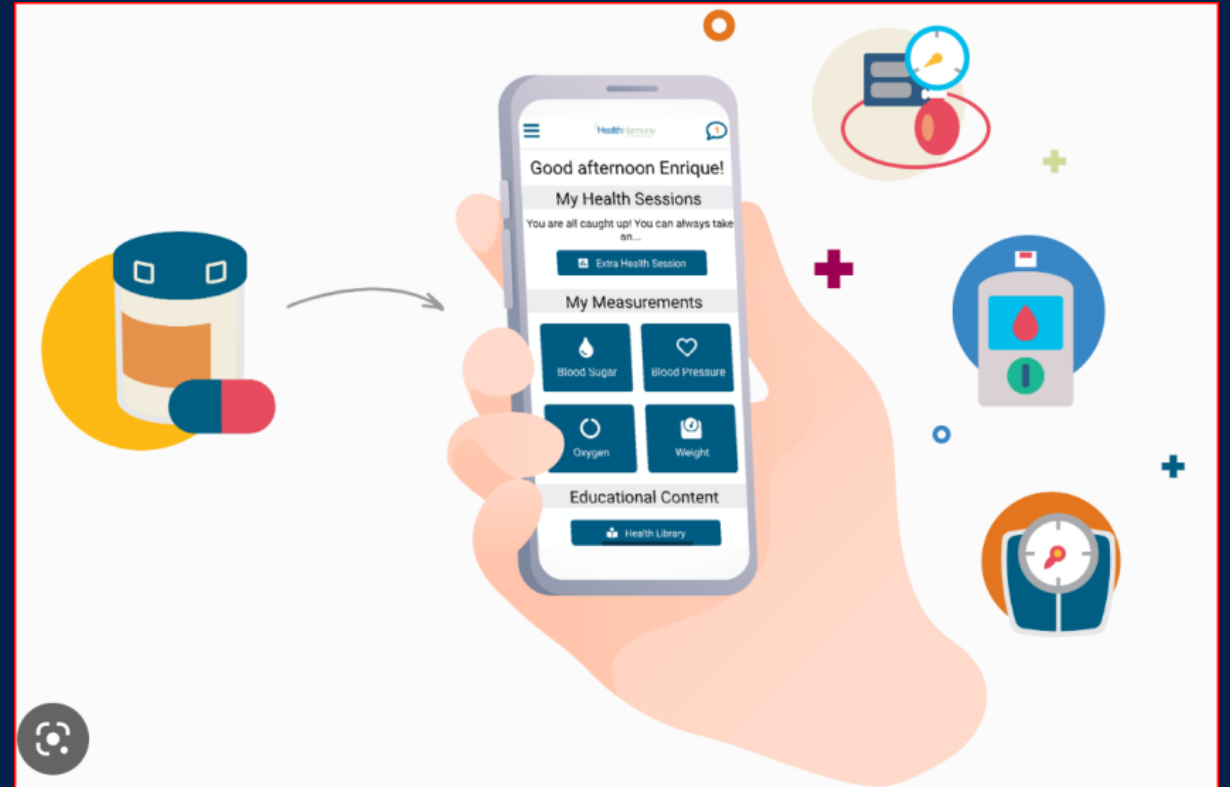 HealthHarmony
1
Good afternoon Enrique!
My Health Sessions
You are all caught up! You can always take
an...
Extra Health Session
My Measurements
Blood Sugar
Blood Pressure
Oxygen
Weight
Educational Content
Health Library